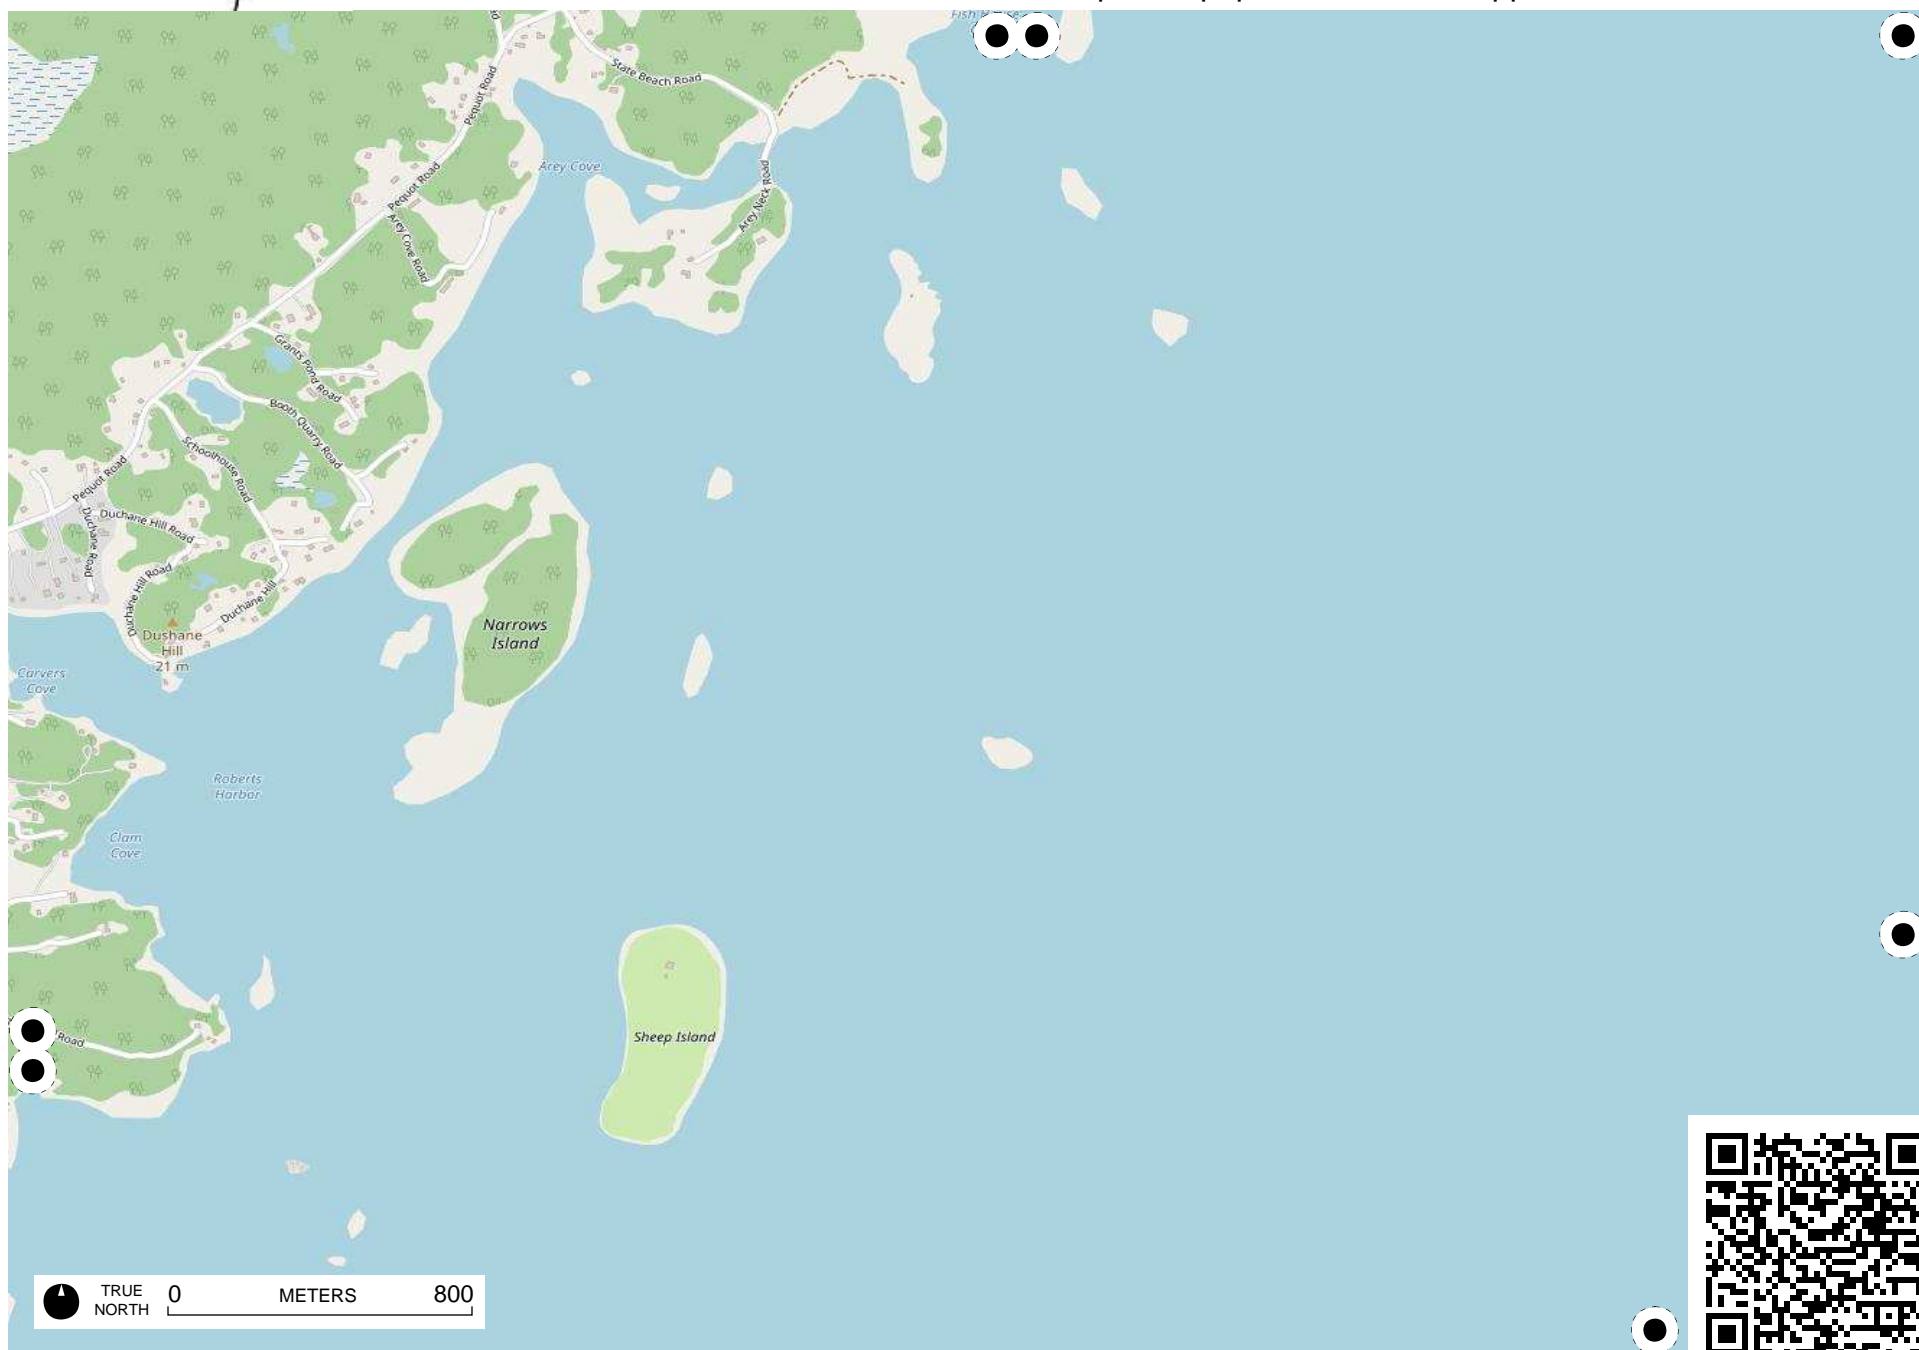 State Beach Road
Pequot Road
Arey Cove
Pequot Road
Arey Neck Road
Arey Cove Road
Grants Pond Road
Booth Quarry Road
Schoolhouse Road
Pequot Road
Duchane Hill Road
Duchane Road
Duchane Hill Road
Duchane Hill
Dushane
Hill
21 m
Narrows
Island
Carvers
Cove
Roberts
Harbor
Clam
Cove
Road
Sheep Island
TRUE
NORTH
0
METERS
800